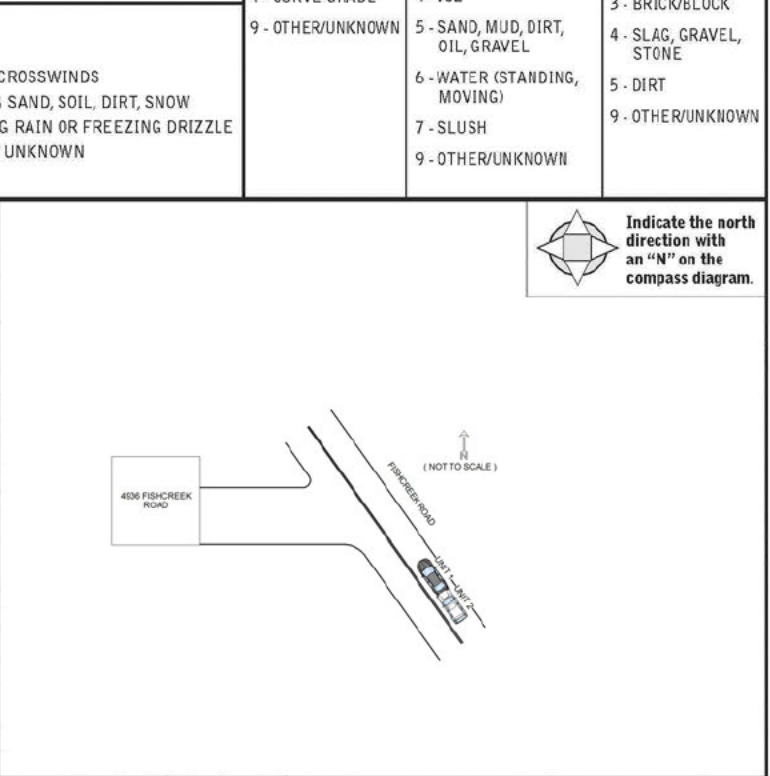 9 - OTHER/UNKNOWN
CROSSWINDS
SAND, SOIL, DIRT, SNOW
G RAIN OR FREEZING DRIZZLE
UNKNOWN
5 - SAND, MUD, DIRT,
OIL, GRAVEL
6 - WATER (STANDING,
MOVING)
7 - SLUSH
9 - OTHER/UNKNOWN
3 - BRICK/BLOCK
4 - SLAG, GRAVEL,
STONE
5 - DIRT
9 - OTHER/UNKNOWN
Indicate the north
direction with
an “N” on the
compass diagram.
N
( NOT TO SCALE )
FISHCREEK ROAD
4936 FISHCREEK
ROAD
UNIT 1
UNIT 2